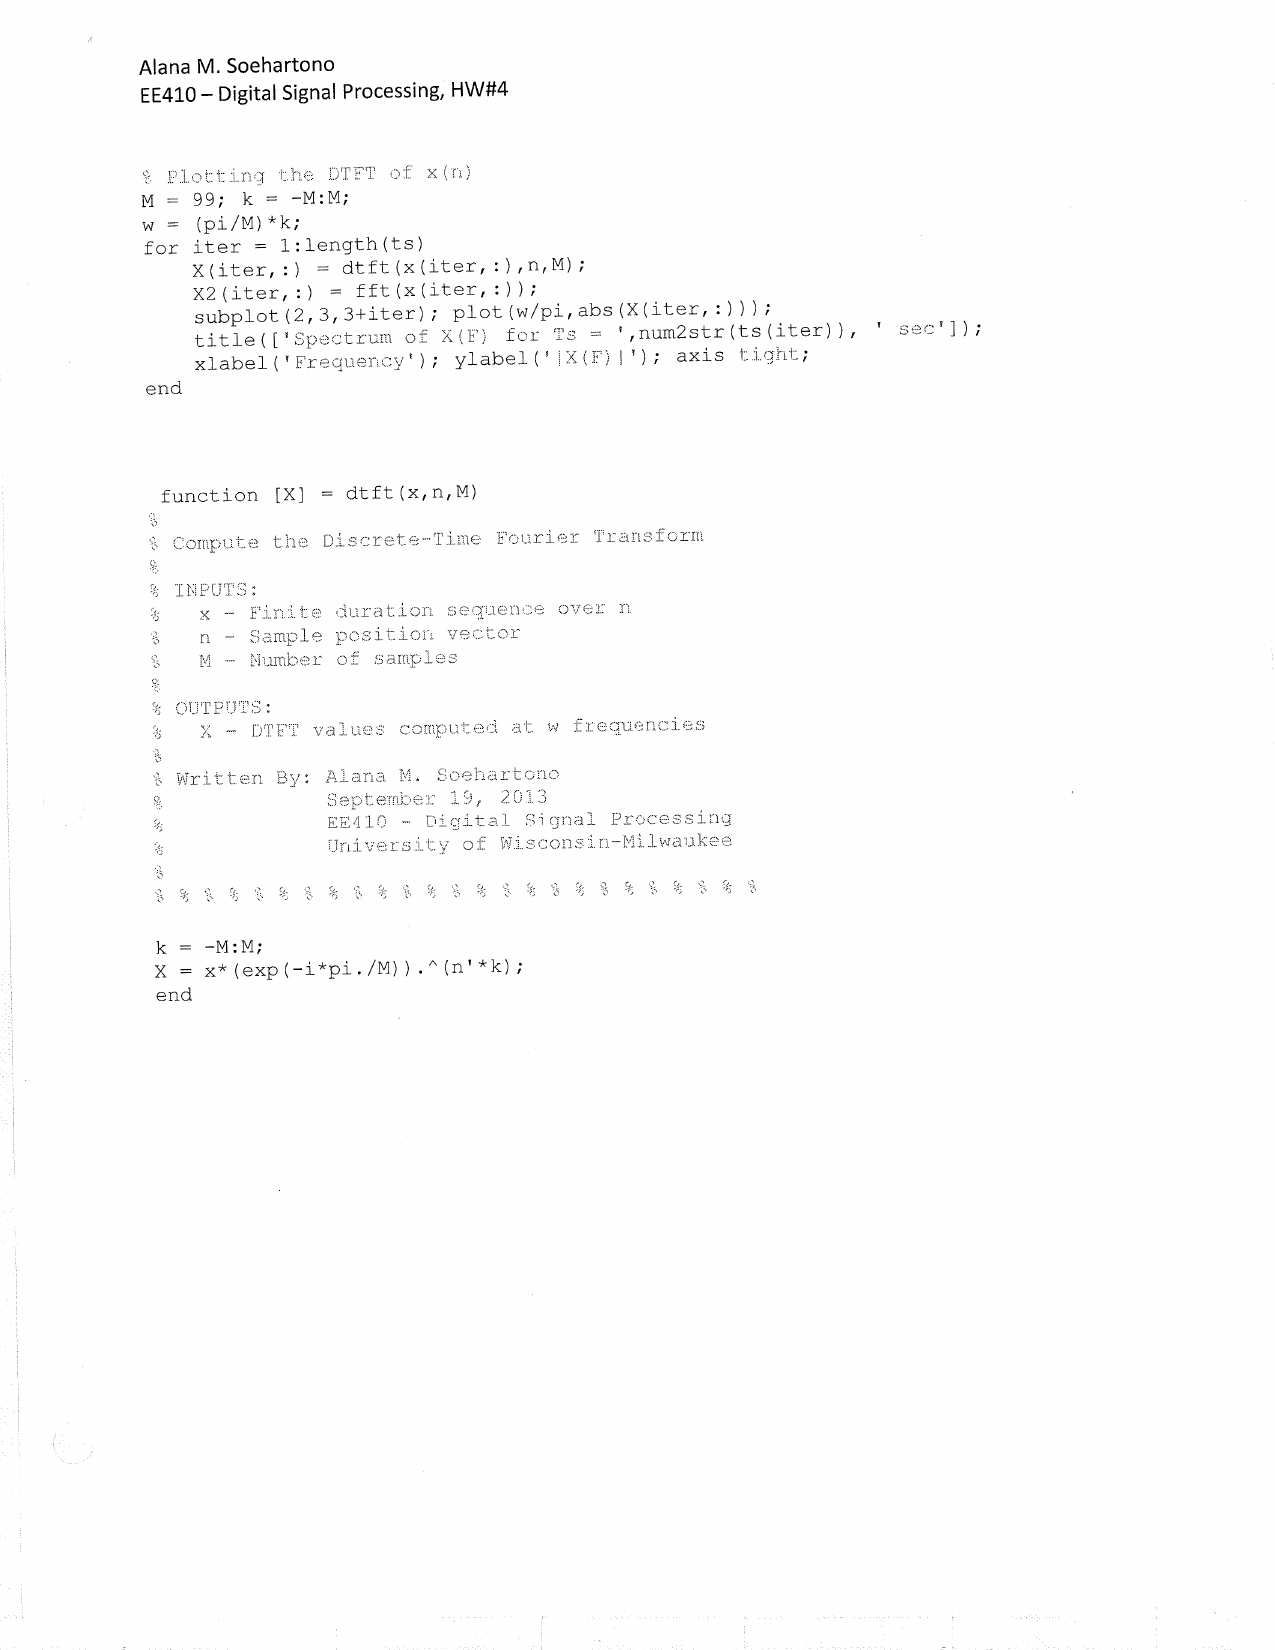 Alana M. Soehartono
EE410 – Digital Signal Processing, HW#4
% Plotting the DTFT of x(n)
M = 99; k = -M:M;
w = (pi/M)*k;
for iter = 1:length(ts)
    X(iter,:) = dtft(x(iter,:),n,M);
    X2(iter,:) = fft(x(iter,:));
    subplot(2,3,3+iter); plot(w/pi,abs(X(iter,:)));
    title(['Spectrum of X(F) for Ts = ',num2str(ts(iter)), ' sec']);
    xlabel('Frequency'); ylabel('|X(F)|'); axis tight;
end
function [X] = dtft(x,n,M)
%
% Compute the Discrete-Time Fourier Transform
%
% INPUTS:
%   x - Finite duration sequence over n
%   n - Sample position vector
%   M - Number of samples
%
% OUTPUTS:
%   X - DTFT values computed at w frequencies
%
% Written By: Alana M. Soehartono
%             September 19, 2013
%             EE410 - Digital Signal Processing
%             University of Wisconsin-Milwaukee
%
% % % % % % % % % % % % % % % % % % % % % % % % %
k = -M:M;
X = x*(exp(-i*pi./M)).^(n'*k);
end